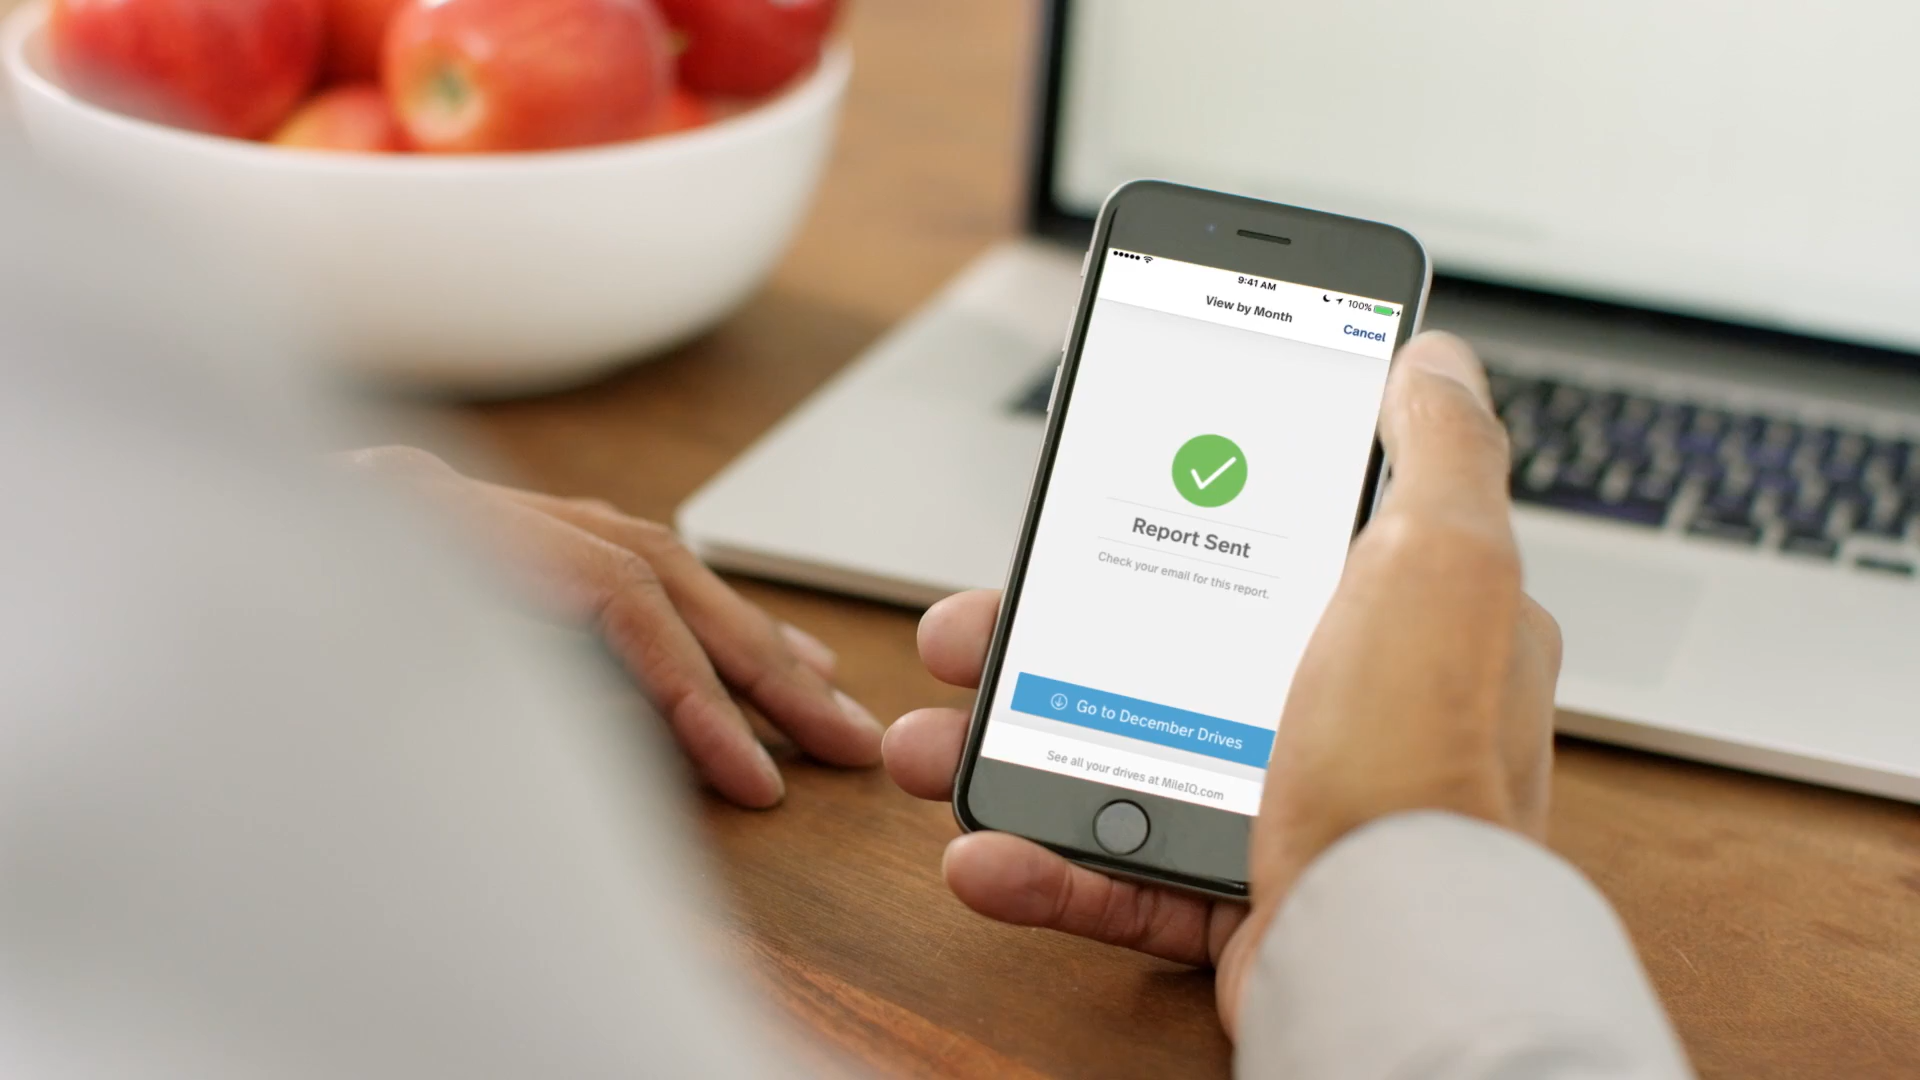 9:41 AM
100%
View by Month
Cancel
Report Sent
Check your email for this report.
Go to December Drives
See all your drives at MileIQ.com